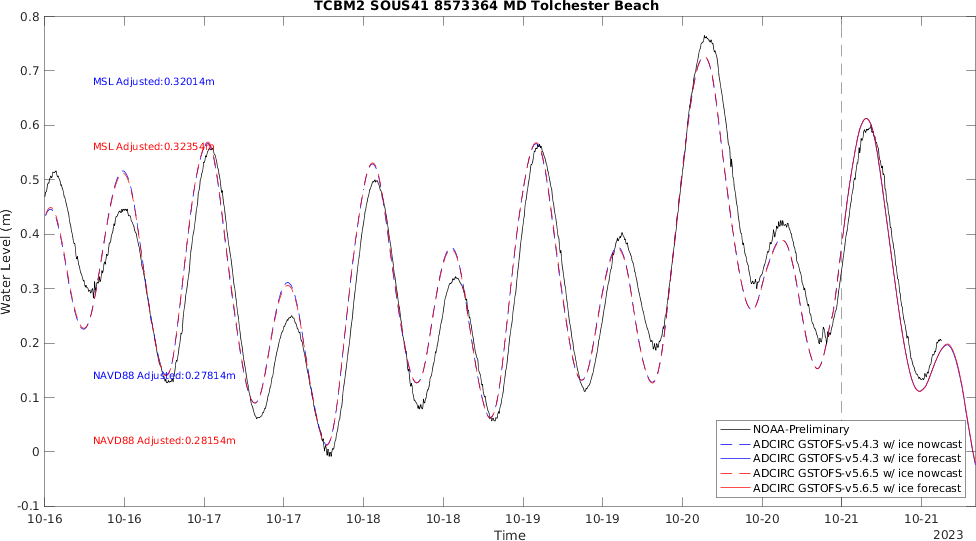 TCBM2 SOUS41 8573364 MD Tolchester Beach
0.8
0.7
0.6
0.5
0.4
0.3
0.2
0.1
0
-0.1
Water Level (m)
MSL Adjusted:0.32014m
MSL Adjusted:0.32354m
NAVD88 Adjusted:0.27814m
NAVD88 Adjusted:0.28154m
NOAA-Preliminary
ADCIRC GSTOFS-v5.4.3 w/ ice nowcast
ADCIRC GSTOFS-v5.4.3 w/ ice forecast
ADCIRC GSTOFS-v5.6.5 w/ ice nowcast
ADCIRC GSTOFS-v5.6.5 w/ ice forecast
10-16 10-16 10-17 10-17 10-18 10-18 10-19 10-19 10-20 10-20 10-21 10-21
Time
2023